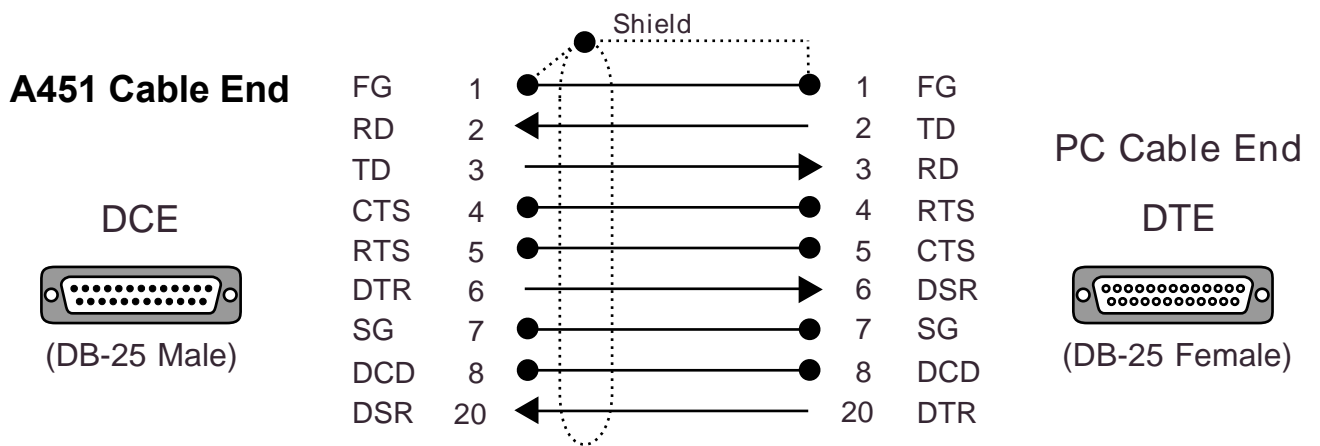 Shield
A451 Cable End
FG 1 1 FG
RD 2 2 TD
TD 3 3 RD
CTS 4 4 RTS
RTS 5 5 CTS
DTR 6 6 DSR
SG 7 7 SG
DCD 8 8 DCD
DSR 20 20 DTR
DCE
(DB-25 Male)
PC Cable End
DTE
(DB-25 Female)